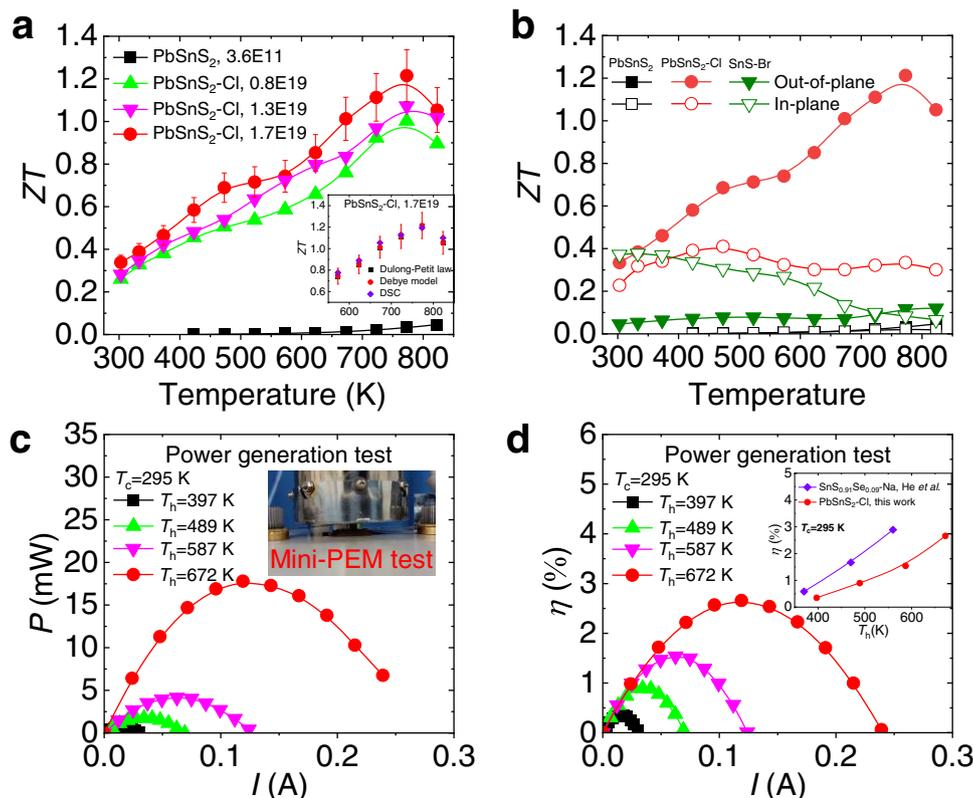 a
1.4
1.2
1.0
0.8
0.6
0.4
0.2
0.0
ZT
PbSnS2, 3.6E11
PbSnS2-Cl, 0.8E19
PbSnS2-Cl, 1.3E19
PbSnS2-Cl, 1.7E19
1.4
1.2
1.0
0.8
0.6
ZT
PbSnS2-Cl, 1.7E19
Dulong-Petit law
Debye model
DSC
600 700 800
300 400 500 600 700 800
Temperature (K)
b
1.4
1.2
1.0
0.8
0.6
0.4
0.2
0.0
ZT
PbSnS2 PbSnS2-Cl SnS-Br
Out-of-plane
In-plane
300 400 500 600 700 800
Temperature
c
35
30
25
20
15
10
5
0
P (mW)
Power generation test
Tc=295 K
Th=397 K
Th=489 K
Th=587 K
Th=672 K
Mini-PEM test
0.0 0.1 0.2 0.3
I (A)
d
6
5
4
3
2
1
0
η (%)
Power generation test
Tc=295 K
Th=397 K
Th=489 K
Th=587 K
Th=672 K
5
4
3
2
1
0
η (%)
SnS0.91Se0.09-Na, He et al.
PbSnS2-Cl, this work
Tc=295 K
400 500 600
Th(K)
0.0 0.1 0.2 0.3
I (A)